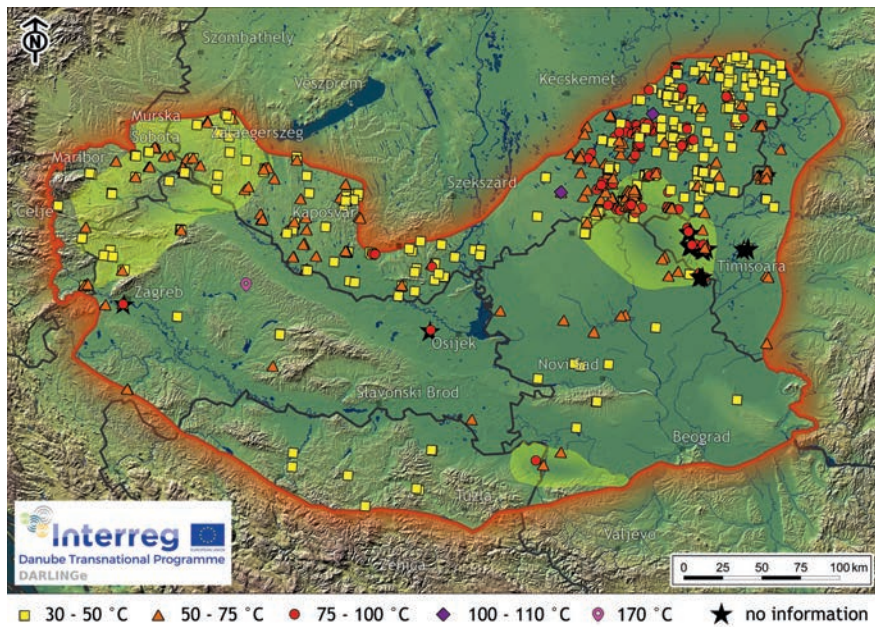 N
Szombathely
Veszprém
Kecskemét
Murska
Sobota
Zalaegerszeg
Maribor
Szekszárd
Celje
Kaposvár
Timisoara
Zagreb
Osijek
Novi Sad
Slavonski Brod
Beograd
Tuzla
Valjevo
Zenica
Interreg
EUROPEAN UNION
Danube Transnational Programme
DARLINGe
0 25 50 75 100 km
30 - 50 °C 50 - 75 °C 75 - 100 °C 100 - 110 °C 170 °C no information